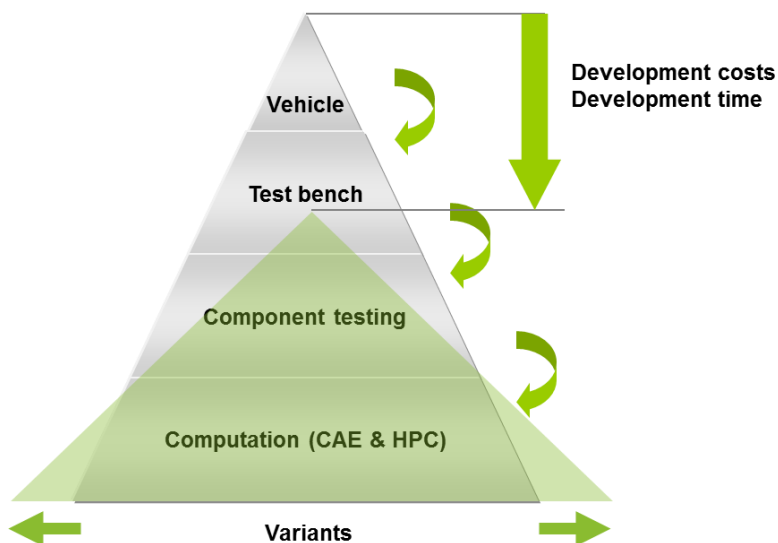 Development costs
Development time
Vehicle
Test bench
Component testing
Computation (CAE & HPC)
Variants